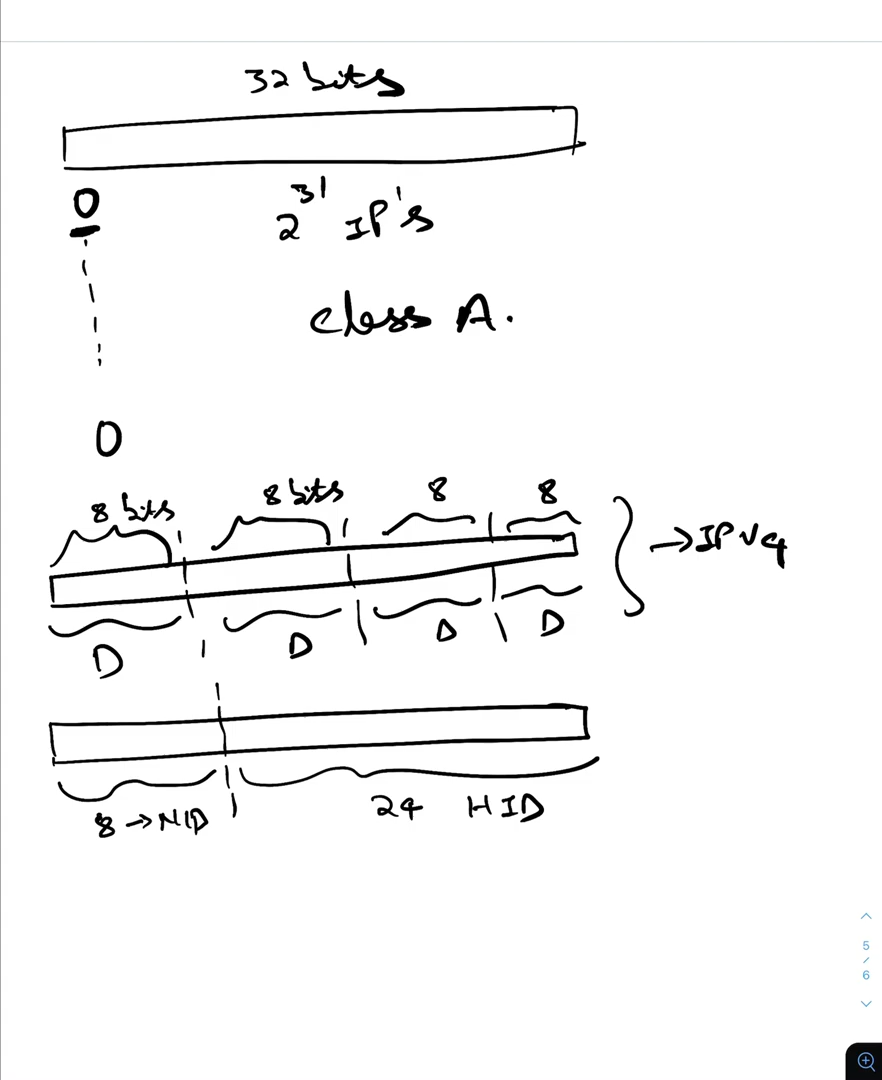 32 bits
0
2^31 IP's
class A.
0
8 bits 8 bits 8 8
→ IPv4
D D D D
8 → NID 24 HID
5
/
6